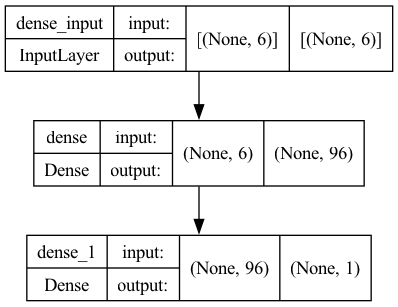 dense_input input: [(None, 6)] [(None, 6)]
InputLayer output:
dense input: (None, 6) (None, 96)
Dense output:
dense_1 input: (None, 96) (None, 1)
Dense output: